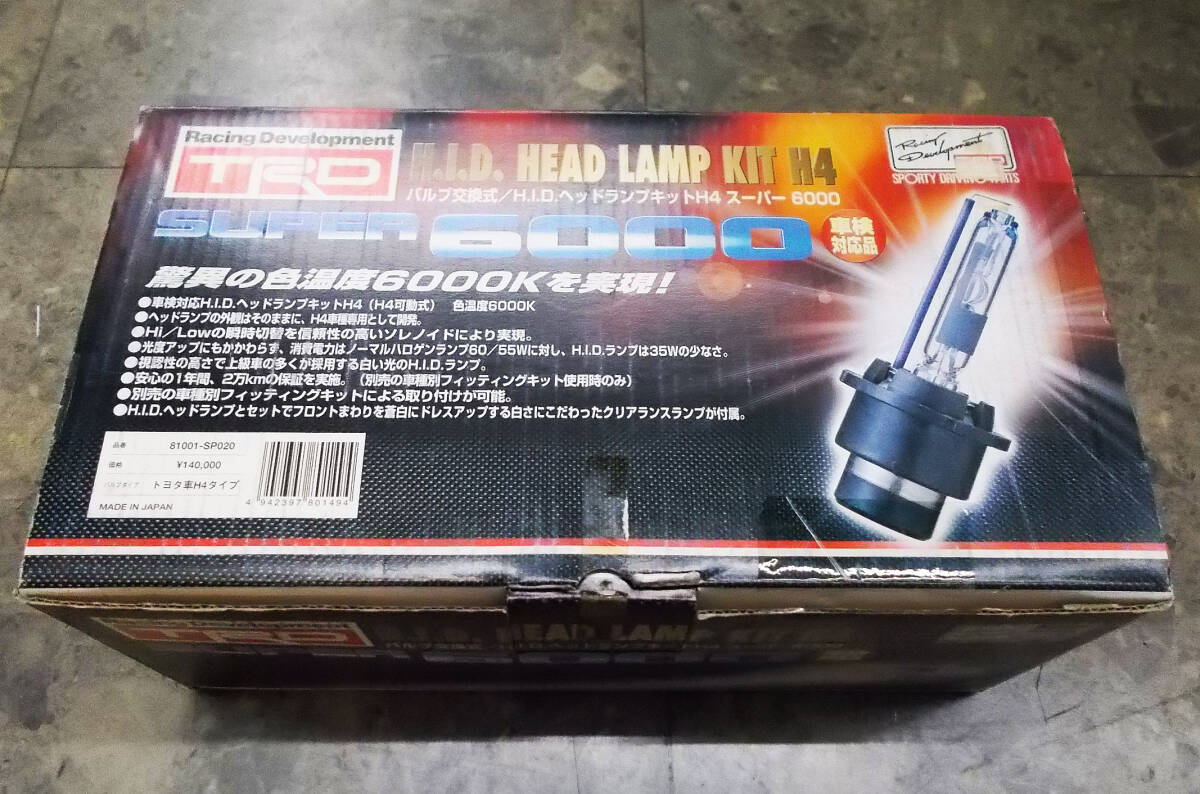 Racing Development
TRD
H.I.D. HEAD LAMP KIT H4
バルブ交換式/H.I.D.ヘッドランプキットH4 スーパー 6000
SUPER 6000
車検
対応品
Racing
Development
SPORTY DRIVING PARTS
驚異の色温度6000Kを実現!
●車検対応H.I.D.ヘッドランプキットH4（H4可動式） 色温度6000K
●ヘッドランプの外観はそのままに、H4車種専用として開発。
●Hi/Lowの瞬時切替を信頼性の高いソレノイドにより実現。
●光度アップにもかかわらず、消費電力はノーマルハロゲンランプ60/55Wに対し、H.I.D.ランプは35Wの少なさ。
●視認性の高さで上級車の多くが採用する白い光のH.I.D.ランプ。
●安心の1年間、2万kmの保証を実施。（別売の車種別フィッティングキット使用時のみ）
●別売の車種別フィッティングキットによる取り付けが可能。
●H.I.D.ヘッドランプとセットでフロントまわりを蒼白にドレスアップする白さにこだわったクリアランスランプが付属。
品番 81001-SP020
価格 ¥140,000
バルブタイプ トヨタ車H4タイプ
MADE IN JAPAN
4 942397 801494
Racing Development
TRD
H.I.D. HEAD LAMP KIT